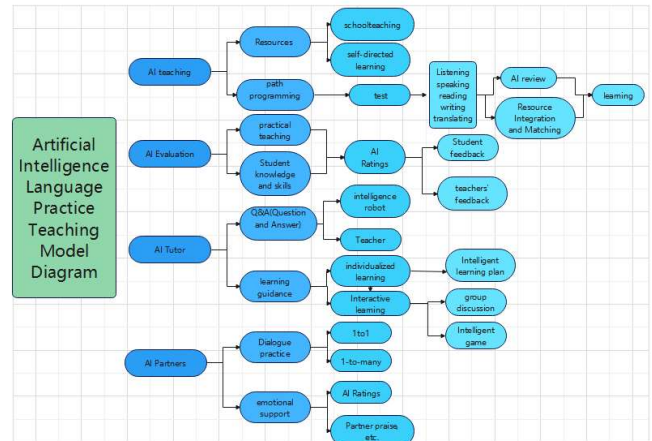 Artificial
Intelligence
Language
Practice
Teaching
Model
Diagram
AI teaching
Resources
schoolteaching
self-directed
learning
path
programming
test
Listening
speaking
reading
writing
translating
AI review
Resource
Integration
and Matching
learning
AI Evaluation
practical
teaching
Student
knowledge
and skills
AI
Ratings
Student
feedback
teachers'
feedback
AI Tutor
Q&A(Question
and Answer)
intelligence
robot
Teacher
learning
guidance
individualized
learning
Intelligent
learning plan
Interactive
learning
group
discussion
Intelligent
game
AI Partners
Dialogue
practice
1to1
1-to-many
emotional
support
AI Ratings
Partner praise,
etc.